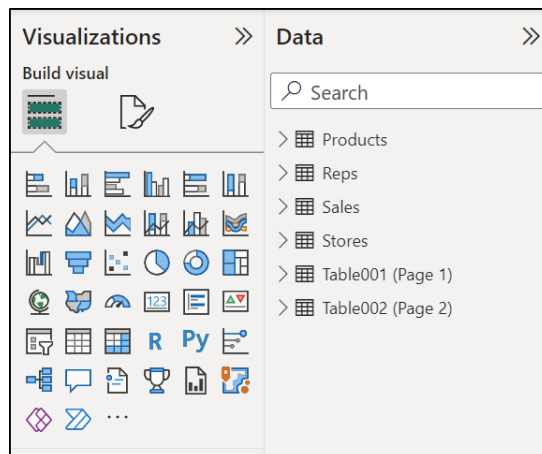 Visualizations
Build visual
123
R
Py
...
Data
Search
Products
Reps
Sales
Stores
Table001 (Page 1)
Table002 (Page 2)